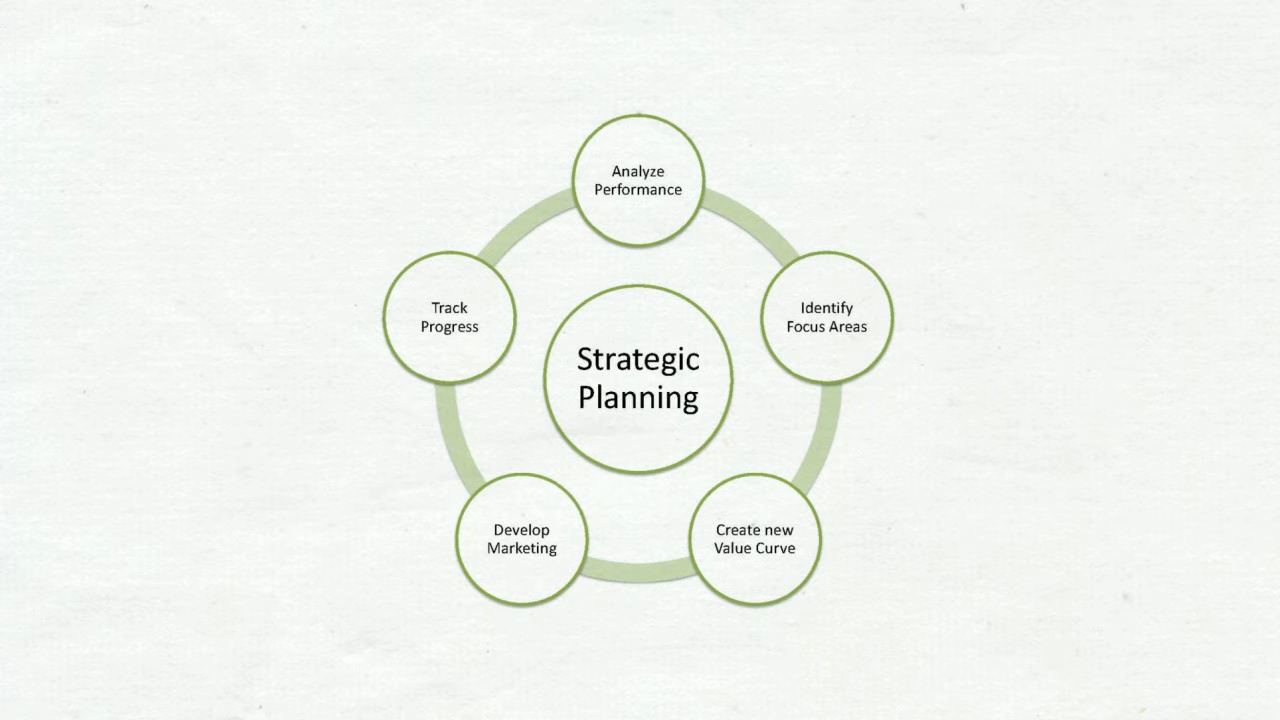 Analyze
Performance
Identify
Focus Areas
Create new
Value Curve
Develop
Marketing
Track
Progress
Strategic
Planning